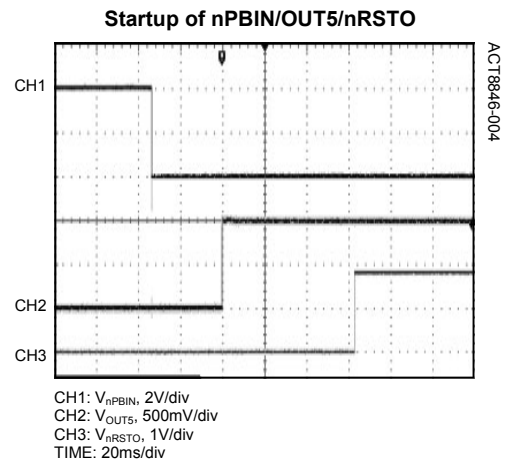 Startup of nPBIN/OUT5/nRSTO
CH1
CH2
CH3
ACT8846-004
CH1: VnPBIN, 2V/div
CH2: VOUT5, 500mV/div
CH3: VnRSTO, 1V/div
TIME: 20ms/div